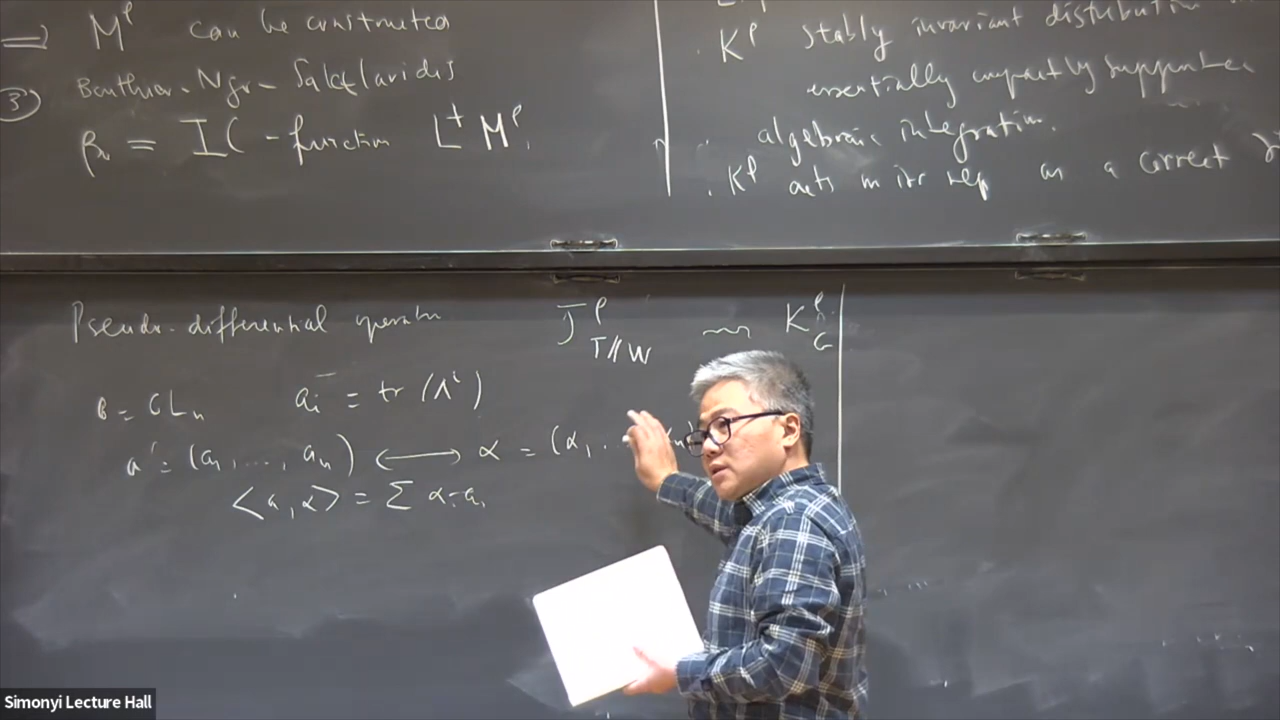 ⇒ M^ρ can be constructed
③ Bouthier-Ngo-Sakellaridis
= IC-function L⁺ M^ρ.
K^ρ stably invariant distribution
essentially compactly supported
algebraic integration.
· K^ρ acts on irr rep as a correct
Pseudo-differential operator J^ρ_{T//W} ⁓ K^ρ_G
G = GL_n a_i = tr (Λ^i)
a = (a_1, ..., a_n) ⟷ α = (α_1,
<a, α> = Σ α_i a_i
Simonyi Lecture Hall